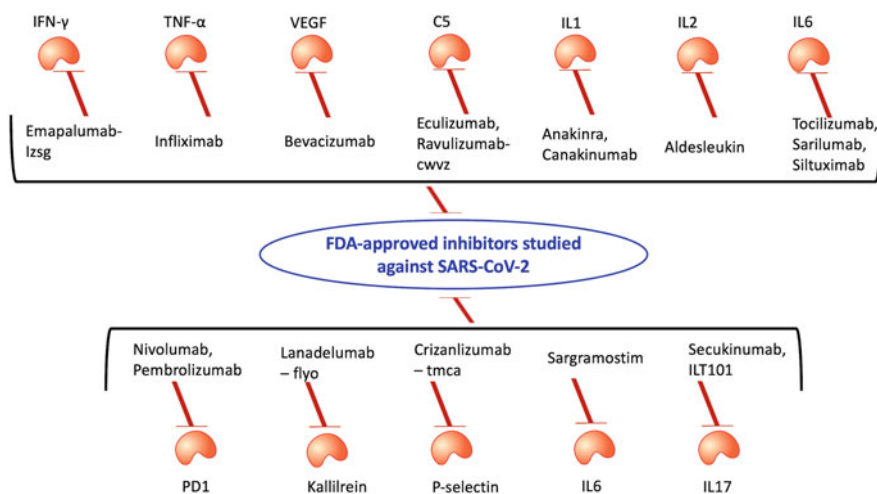 IFN-γ TNF-α VEGF C5 IL1 IL2 IL6
Emapalumab-
lzsg
Infliximab
Bevacizumab
Eculizumab,
Ravulizumab-
cwvz
Anakinra,
Canakinumab
Aldesleukin
Tocilizumab,
Sarilumab,
Siltuximab
FDA-approved inhibitors studied
against SARS-CoV-2
Nivolumab,
Pembrolizumab
Lanadelumab
– flyo
Crizanlizumab
– tmca
Sargramostim
Secukinumab,
ILT101
PD1 Kallilrein P-selectin IL6 IL17